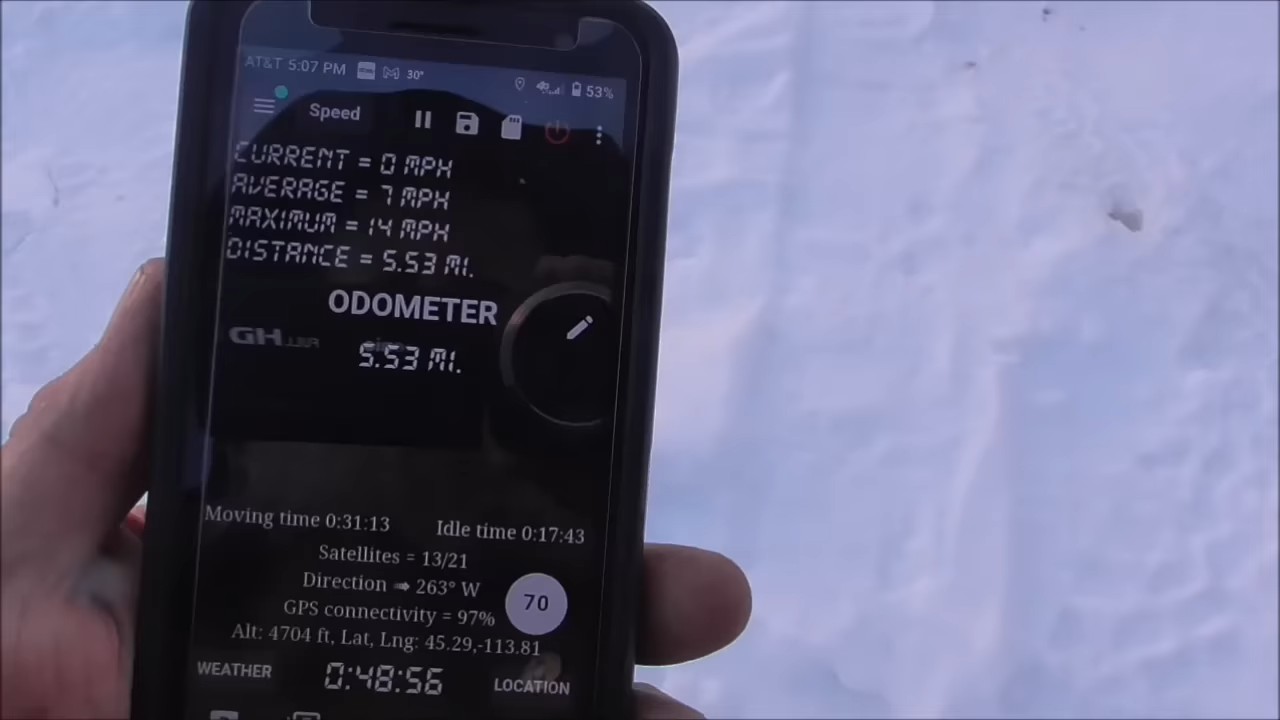 AT&T 5:07 PM 30° 4G 53%
Speed
CURRENT = 0 MPH
AVERAGE = 7 MPH
MAXIMUM = 14 MPH
DISTANCE = 5.53 MI.
ODOMETER
GH FULL
5.53 MI.
Moving time 0:31:13 Idle time 0:17:43
Satellites = 13/21
Direction ➡ 263° W
GPS connectivity = 97%
70
Alt: 4704 ft, Lat, Lng: 45.29,-113.81
WEATHER 0:48:56 LOCATION